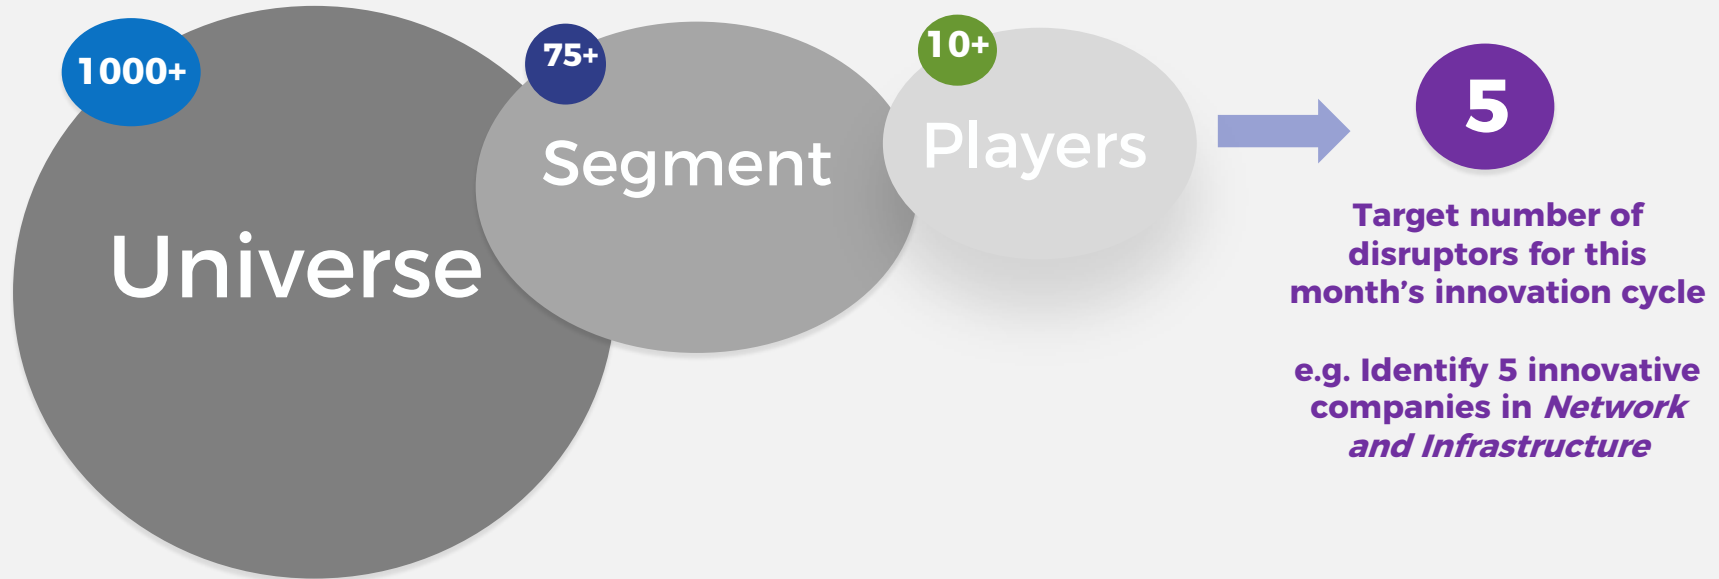 1000+
Universe
75+
Segment
10+
Players
5
Target number of
disruptors for this
month’s innovation cycle
e.g. Identify 5 innovative
companies in Network
and Infrastructure